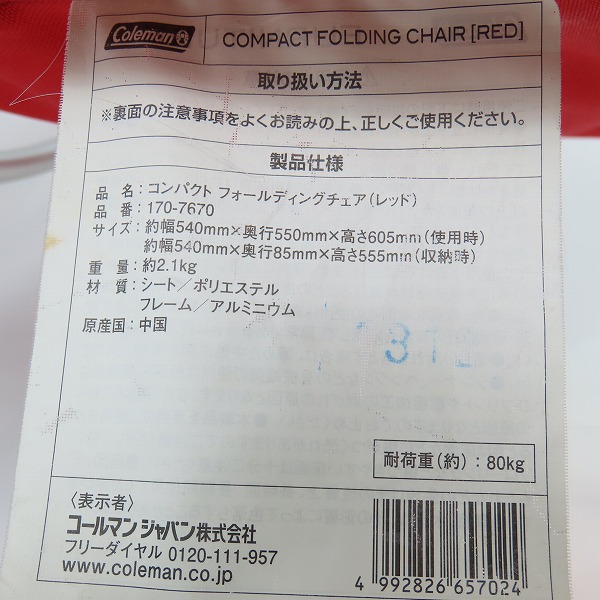 Coleman
COMPACT FOLDING CHAIR [RED]
取り扱い方法
※裏面の注意事項をよくお読みの上、正しくご使用ください。
製品仕様
品 名：コンパクト フォールディングチェア（レッド）
品 番：170-7670
サイズ：約幅540mm×奥行550mm×高さ605mm（使用時）
約幅540mm×奥行85mm×高さ555mm（収納時）
重 量：約2.1kg
材 質：シート／ポリエステル
フレーム／アルミニウム
原産国：中国
耐荷重（約）：80kg
〈表示者〉
コールマン ジャパン株式会社
フリーダイヤル 0120-111-957
www.coleman.co.jp
4 992826 657024